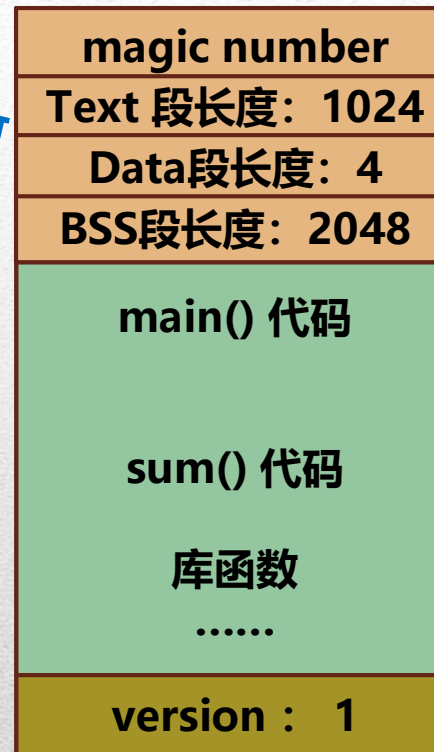 magic number
Text 段长度：1024
Data段长度：4
BSS段长度：2048
main() 代码
sum() 代码
库函数
……
version： 1